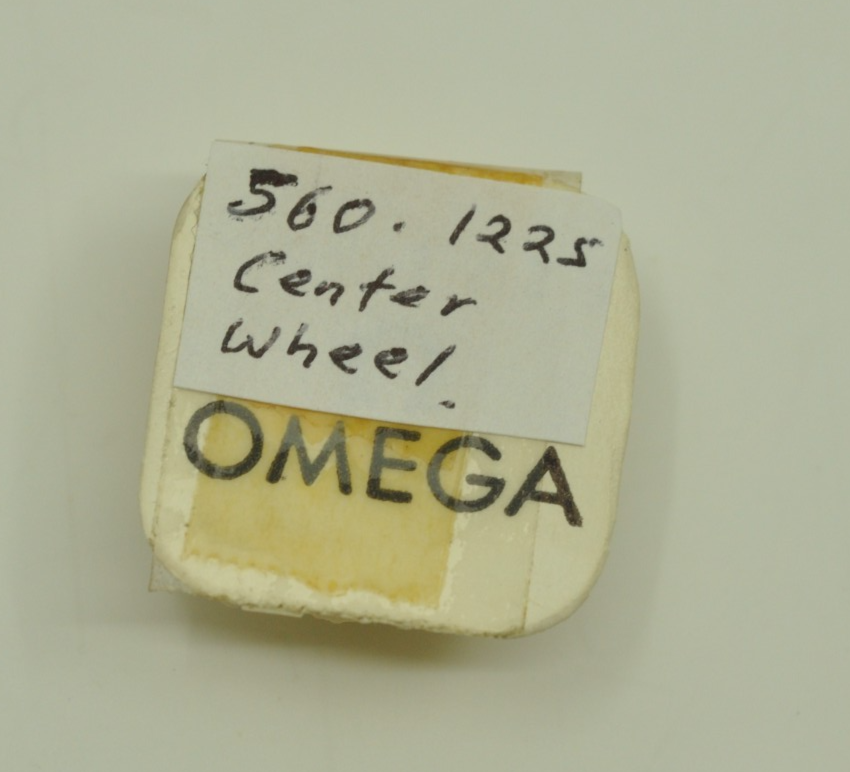 560. 1225
Center
Wheel.
OMEGA